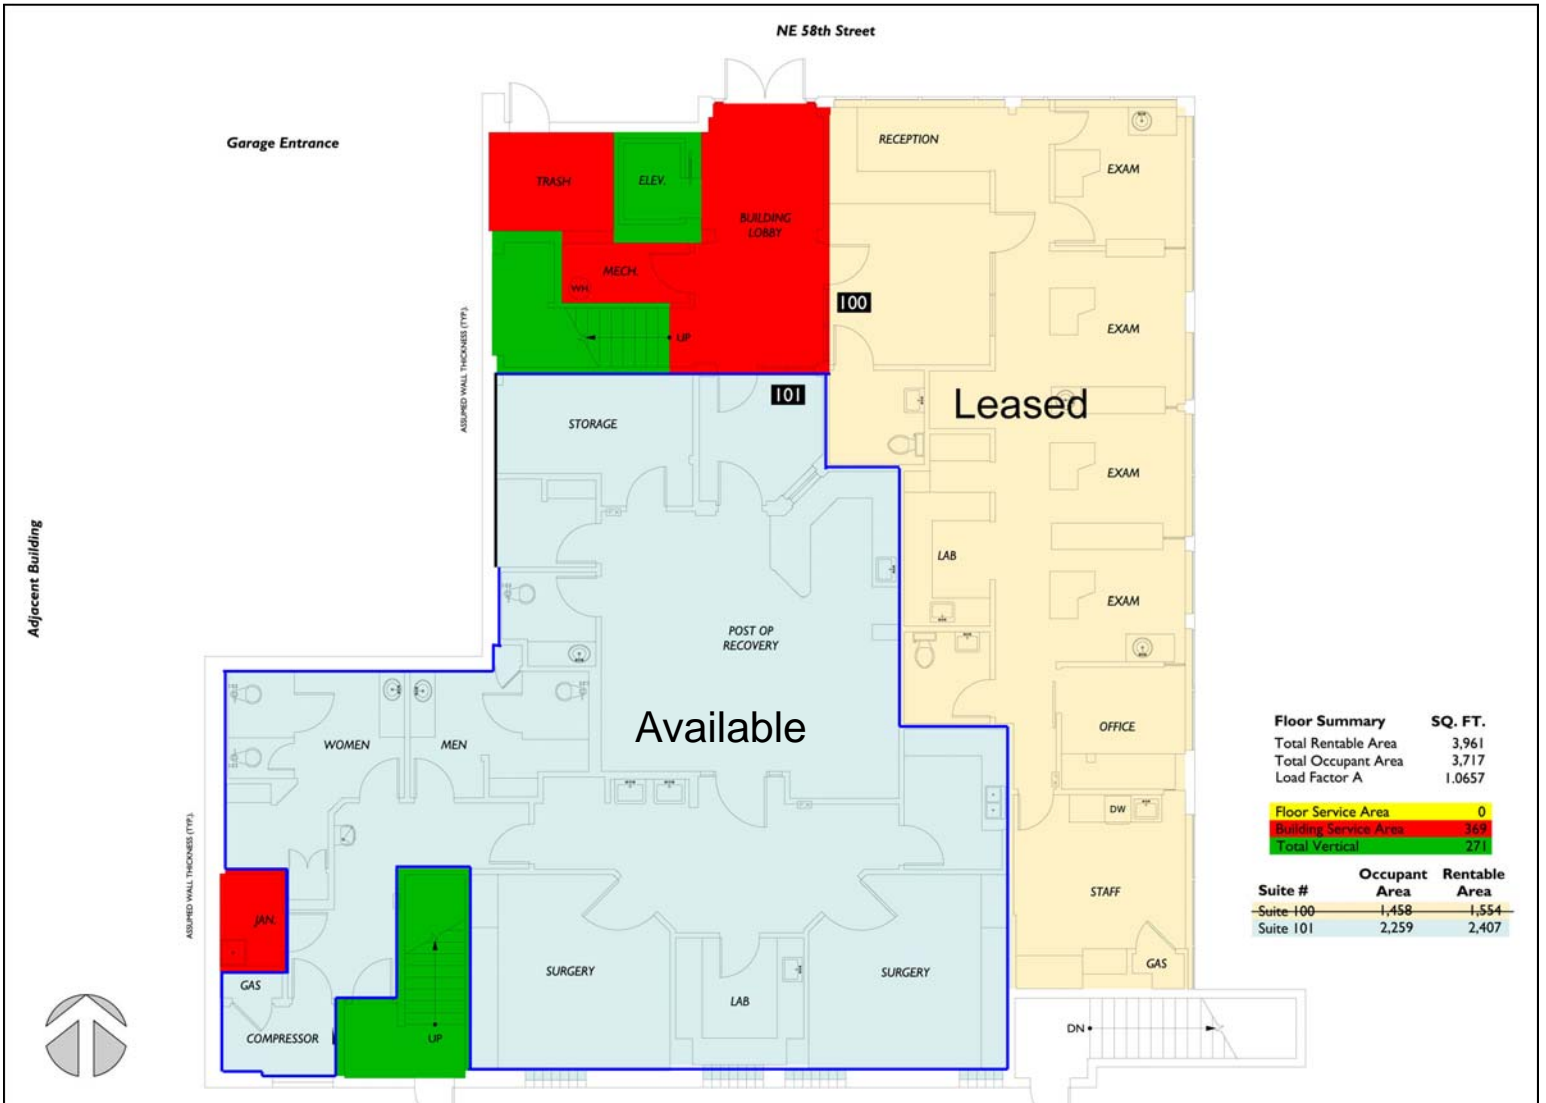 NE 58th Street
Garage Entrance
RECEPTION
EXAM
TRASH
ELEV.
BUILDING
LOBBY
MECH.
WH
UP
100
EXAM
ASSUMED WALL THICKNESS (TYP.).
101
Leased
STORAGE
EXAM
Adjacent Building
LAB
EXAM
POST OP
RECOVERY
Available
WOMEN
MEN
OFFICE
DW
STAFF
GAS
ASSUMED WALL THICKNESS (TYP.).
JAN.
GAS
COMPRESSOR
UP
SURGERY
LAB
SURGERY
DN
Floor Summary SQ. FT.
Total Rentable Area 3,961
Total Occupant Area 3,717
Load Factor A 1.0657
Floor Service Area 0
Building Service Area 369
Total Vertical 271
Suite # Occupant Area Rentable Area
Suite 100 1,458 1,554
Suite 101 2,259 2,407